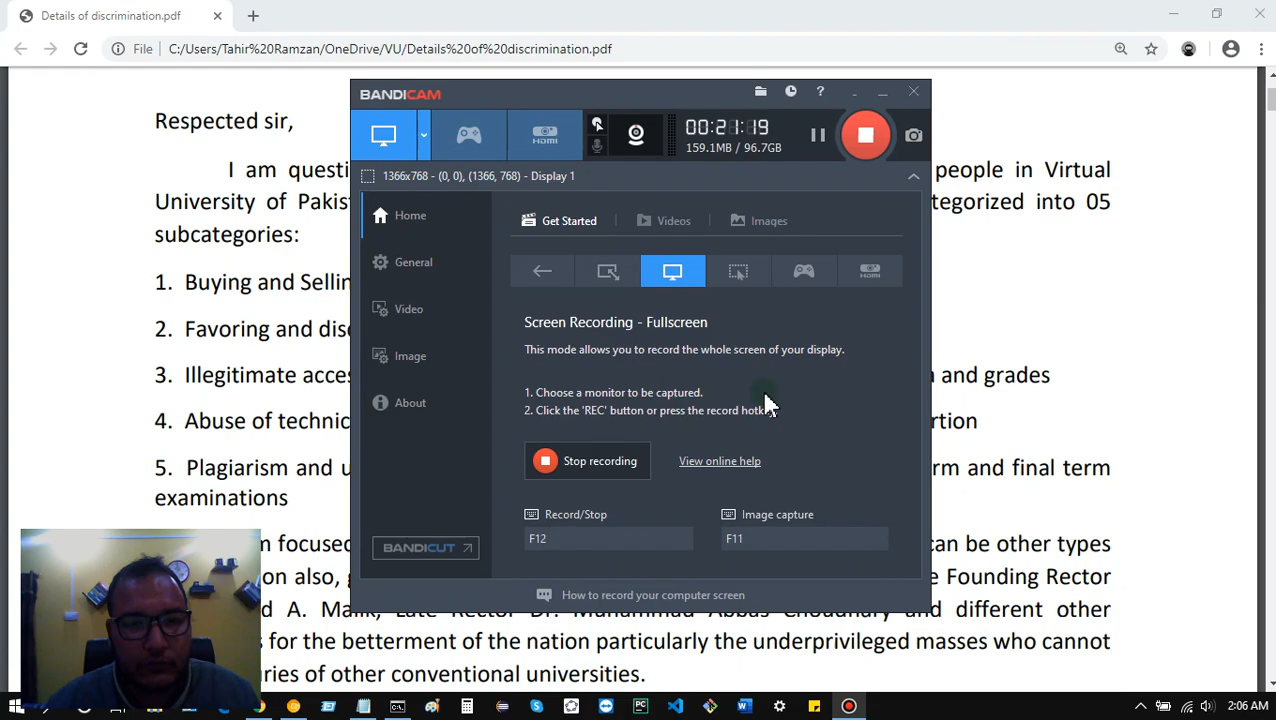 Details of discrimination.pdf
File
C:/Users/Tahir%20Ramzan/OneDrive/VU/Details%20of%20discrimination.pdf
Respected sir,
I am questi
people in Virtual
University of Pakis
tegorized into 05
subcategories:
1. Buying and Sellin
2. Favoring and disc
3. Illegitimate acces
a and grades
4. Abuse of technic
rtion
5. Plagiarism and u
rm and final term
examinations
m focused
can be other types
on also, g
e Founding Rector
d A. Malik, Late Rector Dr. Muhammad Abbas Choudhary and different other
s for the betterment of the nation particularly the underprivileged masses who cannot
uries of other conventional universities.
BANDICAM
?
HDMI
00:21:19
159.1MB / 96.7GB
1366x768 - (0, 0), (1366, 768) - Display 1
Home
General
Video
Image
About
BANDICUT
Get Started
Videos
Images
HDMI
Screen Recording - Fullscreen
This mode allows you to record the whole screen of your display.
1. Choose a monitor to be captured.
2. Click the 'REC' button or press the record hotk
Stop recording
View online help
Record/Stop
Image capture
F12
F11
How to record your computer screen
2:06 AM